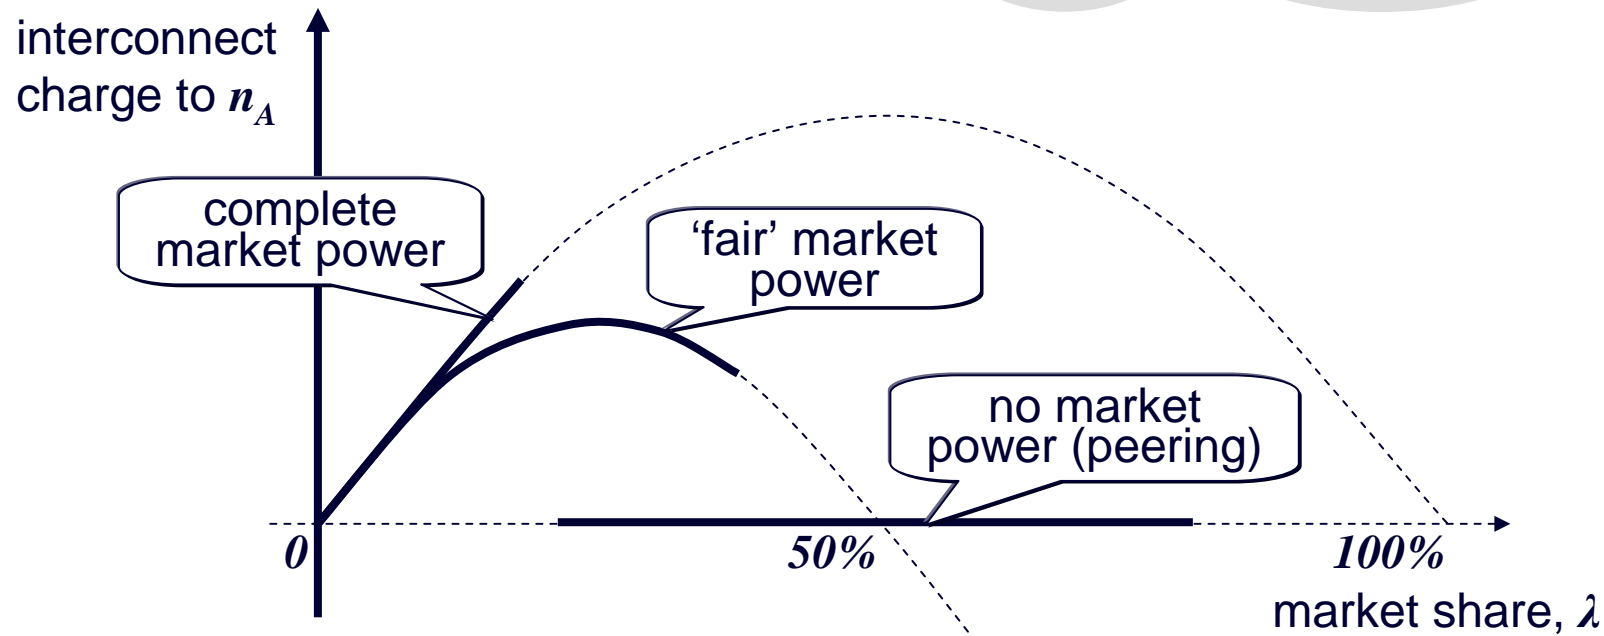 interconnect
charge to n_A
complete
market power
‘fair’ market
power
no market
power (peering)
0
50%
100%
market share, λ